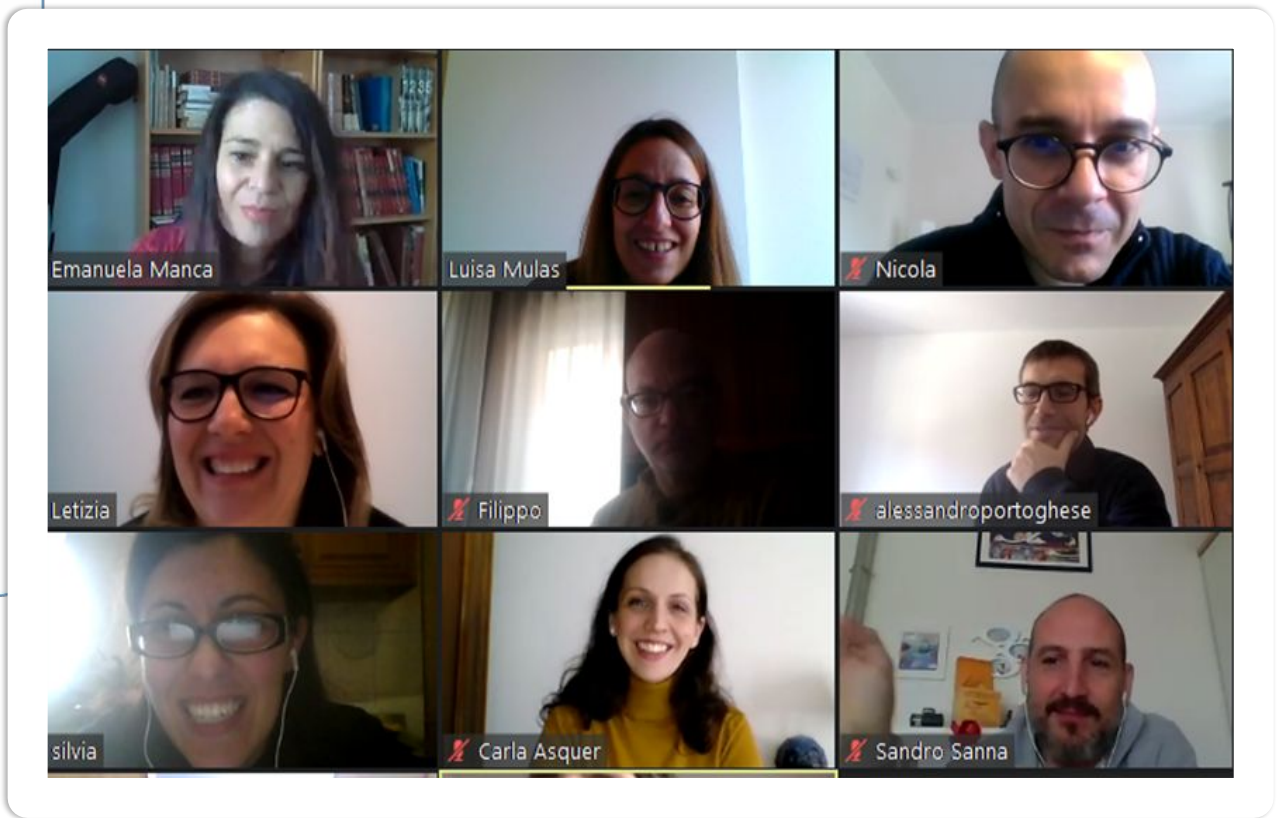 Emanuela Manca
Luisa Mulas
Nicola
Letizia
Filippo
alessandroportoghese
silvia
Carla Asquer
Sandro Sanna